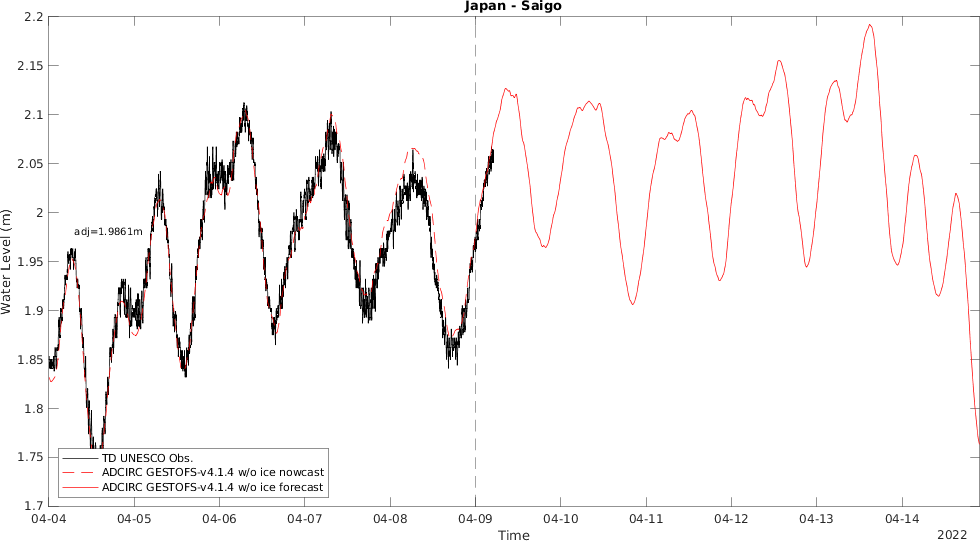 Japan - Saigo
2.2
2.15
2.1
2.05
2
1.95
1.9
1.85
1.8
1.75
1.7
Water Level (m)
adj=1.9861m
TD UNESCO Obs.
ADCIRC GESTOFS-v4.1.4 w/o ice nowcast
ADCIRC GESTOFS-v4.1.4 w/o ice forecast
04-04 04-05 04-06 04-07 04-08 04-09 04-10 04-11 04-12 04-13 04-14
Time
2022